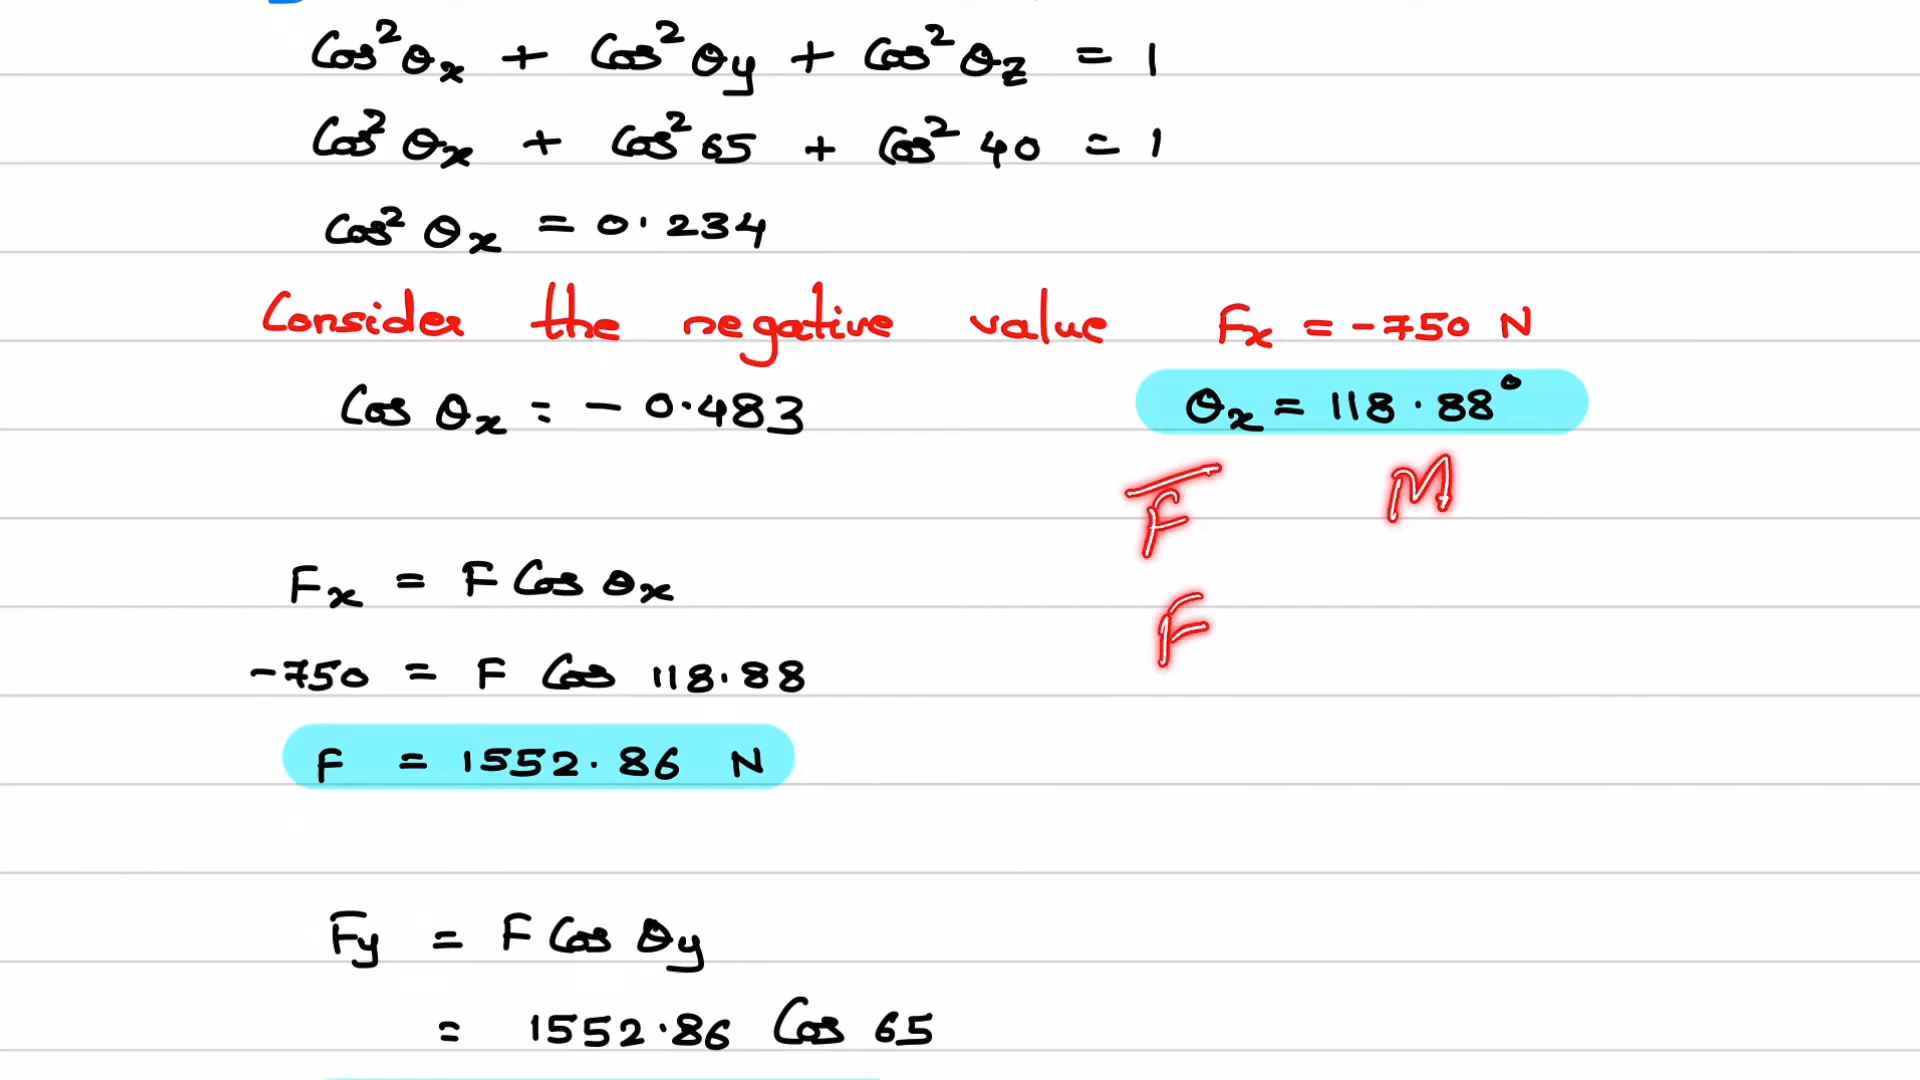 Cos²θx + Cos²θy + Cos²θz = 1
Cos²θx + Cos²65 + Cos²40 = 1
Cos²θx = 0.234
Consider the negative value Fx = -750 N
Cos θx = - 0.483 θx = 118.88°
F̅ M
F
Fx = F Cos θx
-750 = F Cos 118.88
F = 1552.86 N
Fy = F Cos θy
= 1552.86 Cos 65